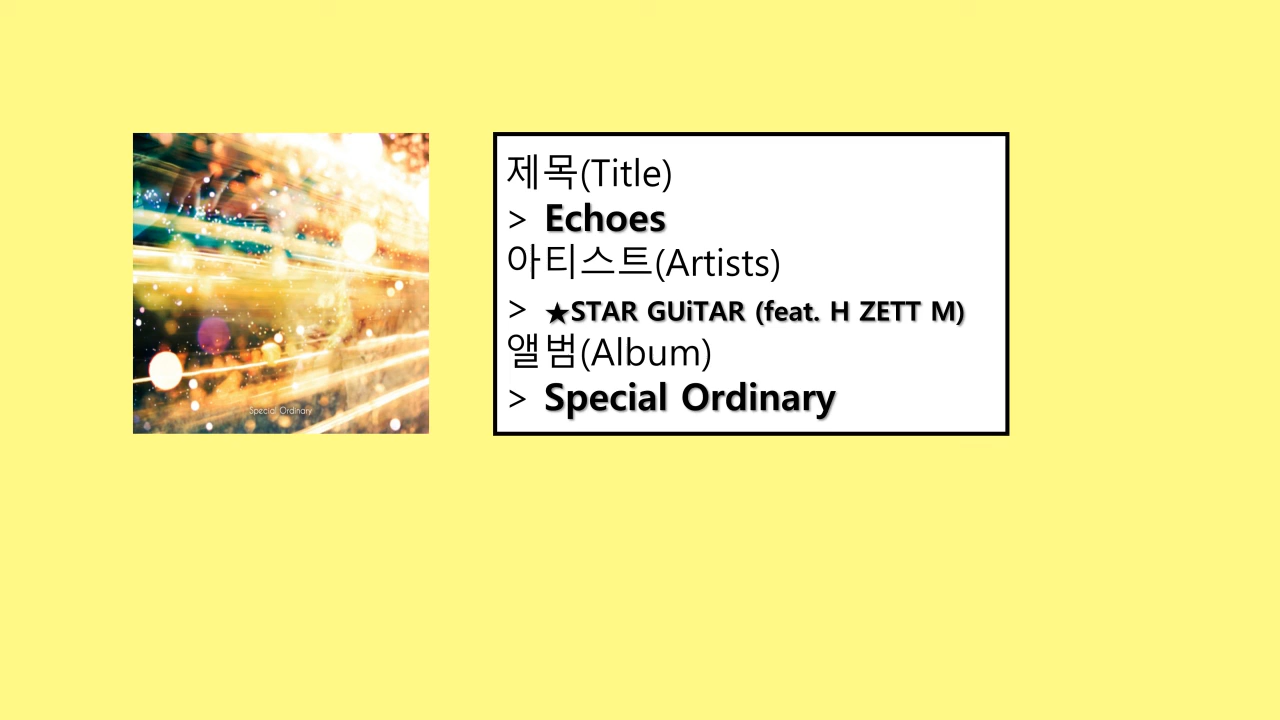 Special Ordinary
제목(Title)
> Echoes
아티스트(Artists)
> ★STAR GUiTAR (feat. H ZETT M)
앨범(Album)
> Special Ordinary